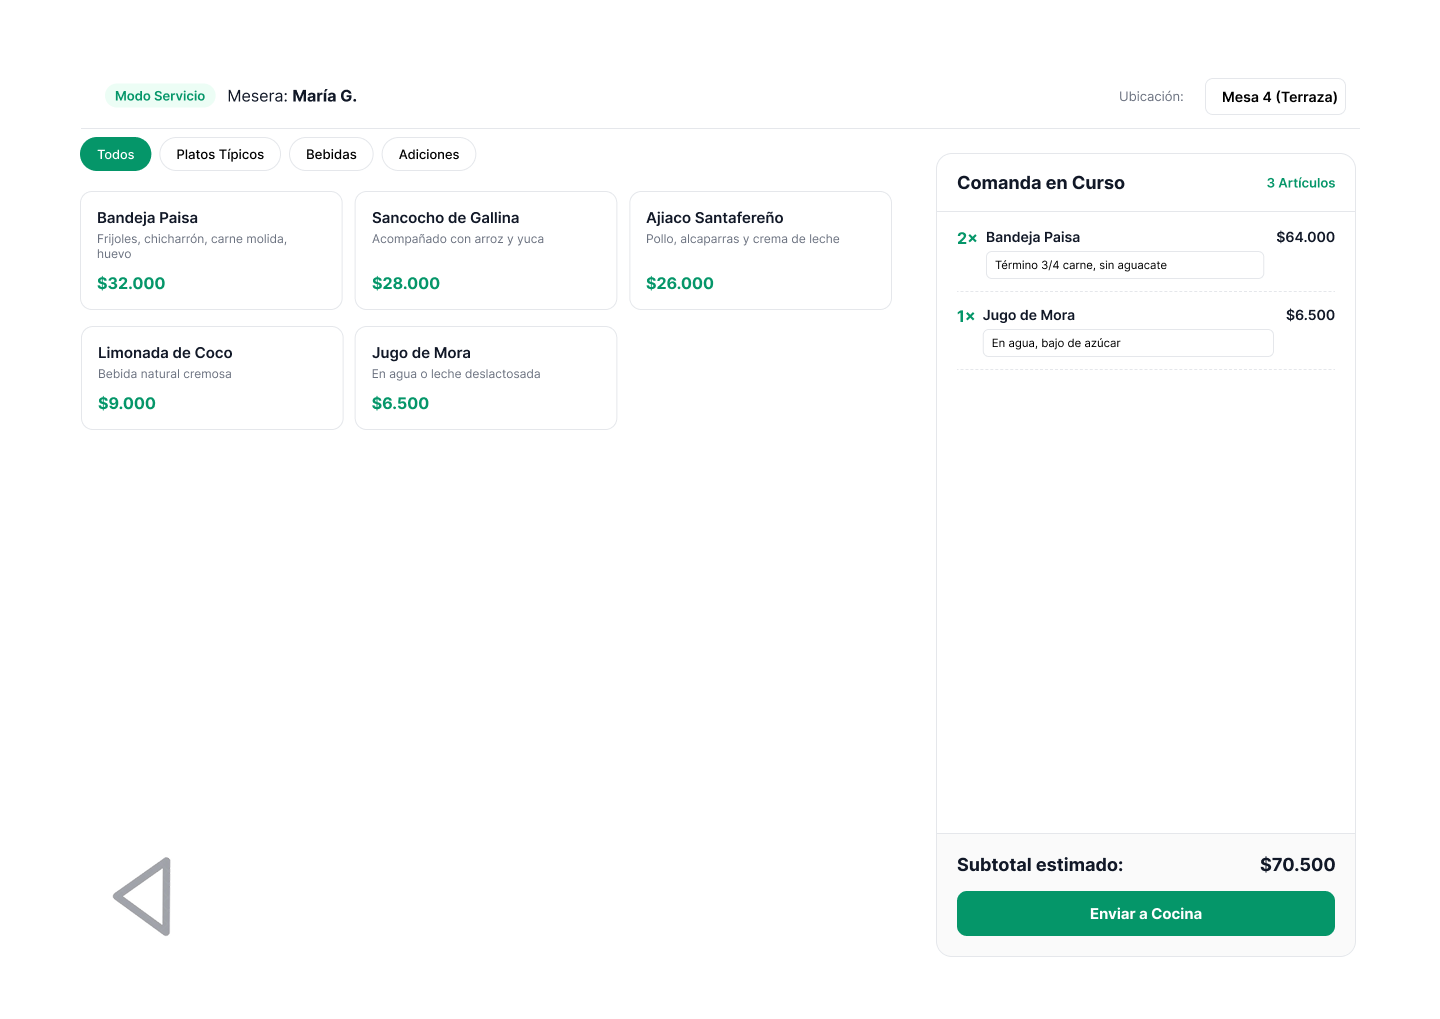 Modo Servicio
Mesera: María G.
Ubicación:
Mesa 4 (Terraza)
Todos
Platos Típicos
Bebidas
Adiciones
Bandeja Paisa
Frijoles, chicharrón, carne molida,
huevo
$32.000
Sancocho de Gallina
Acompañado con arroz y yuca
$28.000
Ajiaco Santafereño
Pollo, alcaparras y crema de leche
$26.000
Limonada de Coco
Bebida natural cremosa
$9.000
Jugo de Mora
En agua o leche deslactosada
$6.500
Comanda en Curso
3 Artículos
2× Bandeja Paisa $64.000
Término 3/4 carne, sin aguacate
1× Jugo de Mora $6.500
En agua, bajo de azúcar
Subtotal estimado: $70.500
Enviar a Cocina